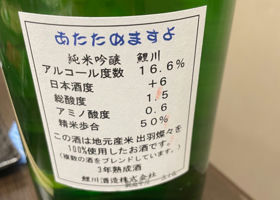 あたためますよ
純米吟醸 鯉川
アルコール度数 16.6%
日本酒度 +6
総酸度 1.5
アミノ酸度 0.6
精米歩合 50%
この酒は地元産米 出羽燦々を
100%使用したお酒です。
(複数の酒をブレンドしています。)
3年熟成酒
鯉川酒造株式会社